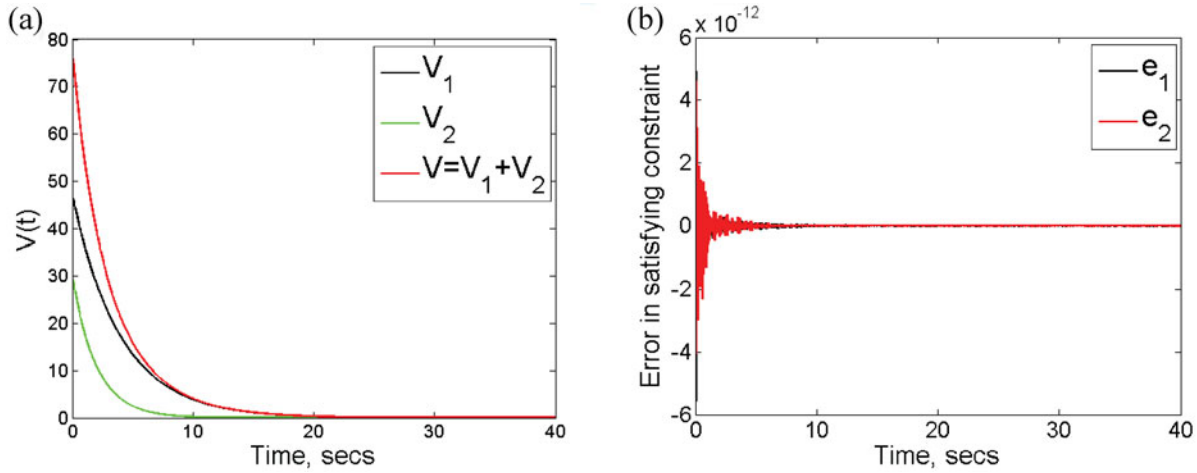 (a)
80
70
60
50
40
30
20
10
0
V(t)
0 10 20 30 40
Time, secs
V₁
V₂
V=V₁+V₂
(b)
× 10⁻¹²
6
4
2
0
-2
-4
-6
Error in satisfying constraint
0 10 20 30 40
Time, secs
e₁
e₂